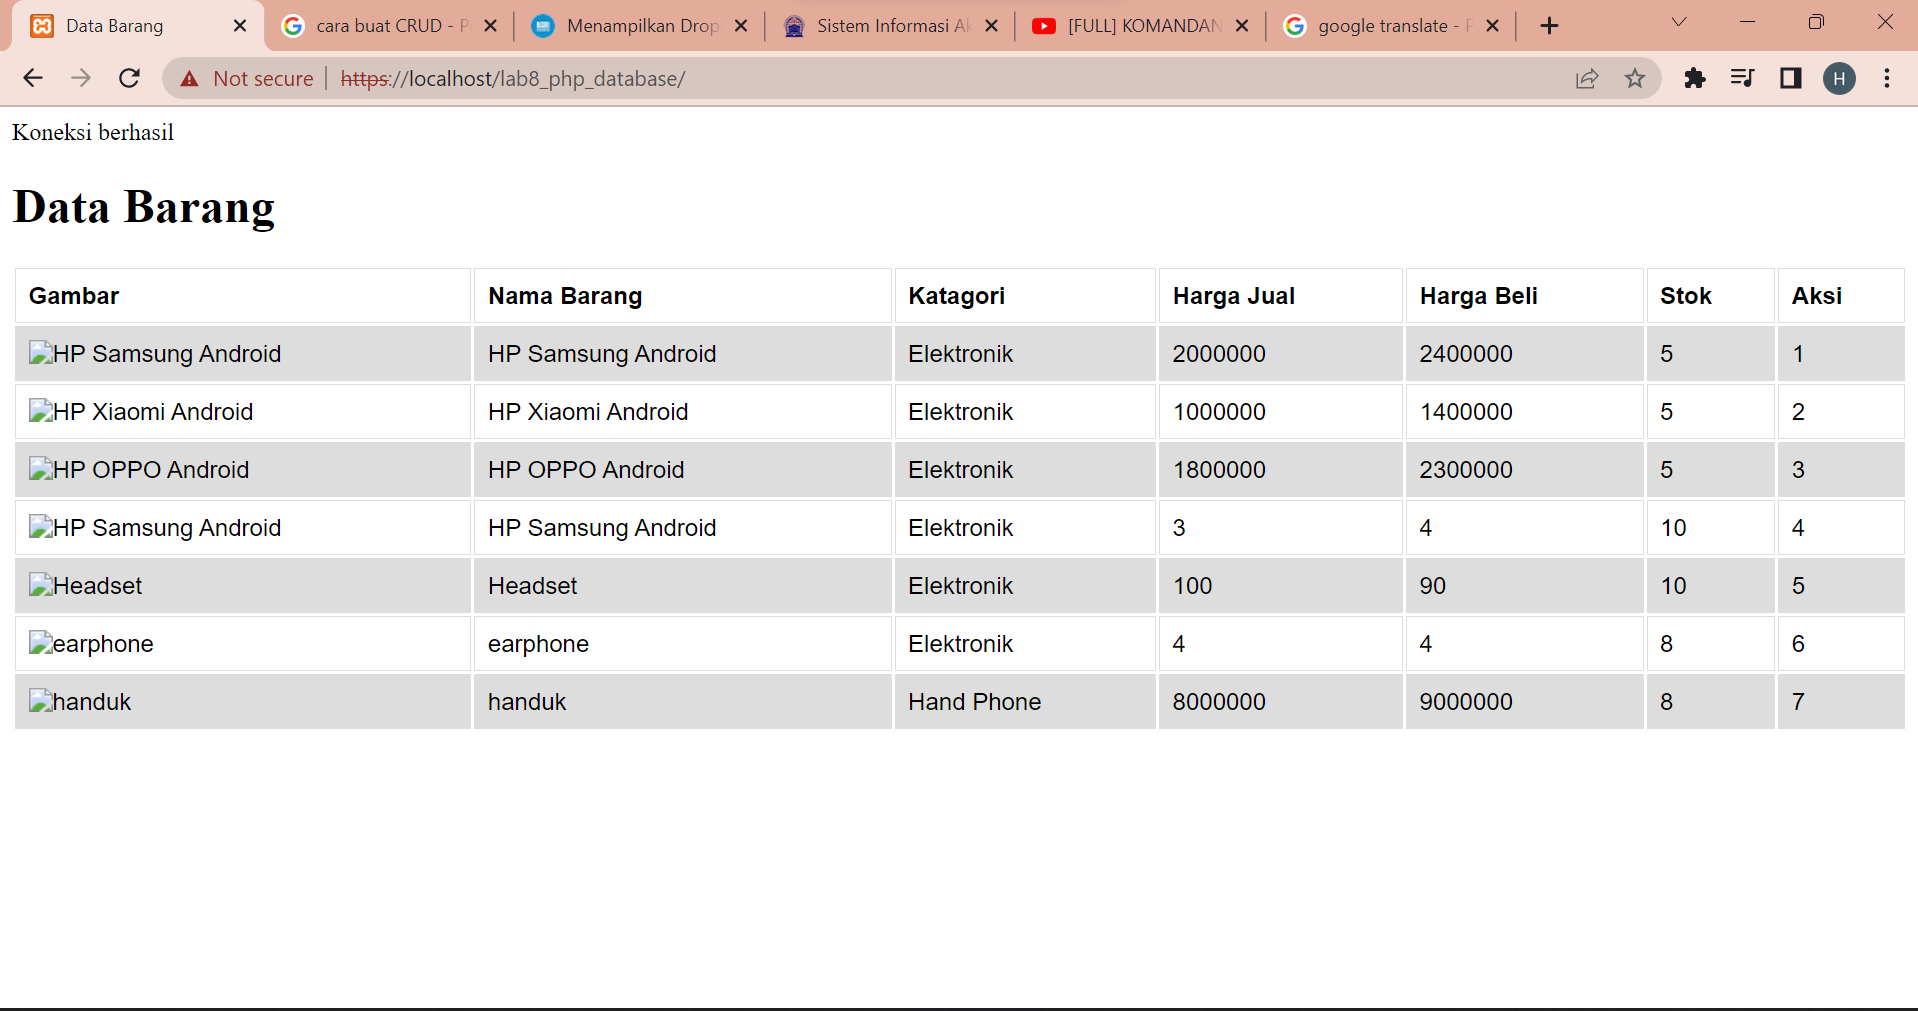 Data Barang
cara buat CRUD - P
Menampilkan Drop
Sistem Informasi Ak
[FULL] KOMANDAN
google translate - P
Not secure
https://localhost/lab8_php_database/
H
Koneksi berhasil
Data Barang
Gambar Nama Barang Katagori Harga Jual Harga Beli Stok Aksi
HP Samsung Android HP Samsung Android Elektronik 2000000 2400000 5 1
HP Xiaomi Android HP Xiaomi Android Elektronik 1000000 1400000 5 2
HP OPPO Android HP OPPO Android Elektronik 1800000 2300000 5 3
HP Samsung Android HP Samsung Android Elektronik 3 4 10 4
Headset Headset Elektronik 100 90 10 5
earphone earphone Elektronik 4 4 8 6
handuk handuk Hand Phone 8000000 9000000 8 7